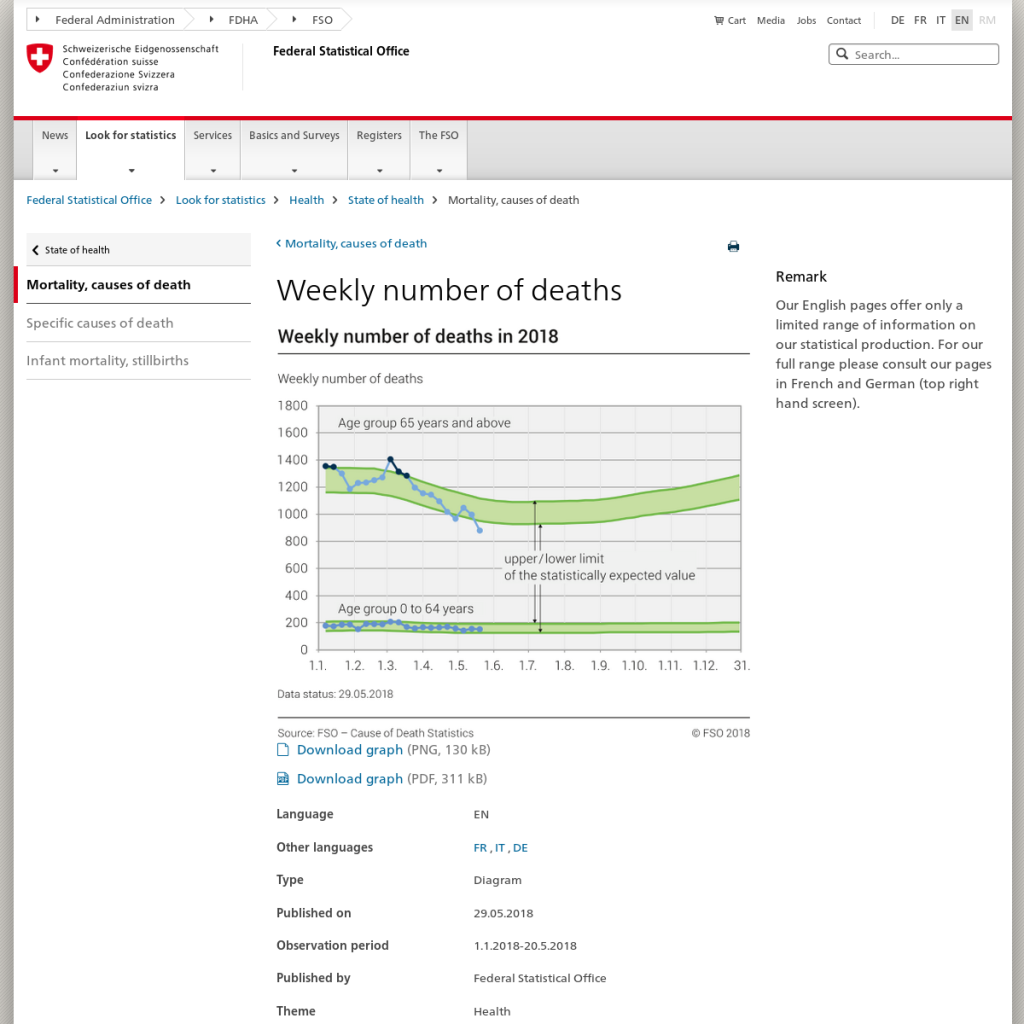 Federal Administration
FDHA
FSO
Cart
Media
Jobs
Contact
DE
FR
IT
EN
RM
Schweizerische Eidgenossenschaft
Confédération suisse
Confederazione Svizzera
Confederaziun svizra
Federal Statistical Office
Search...
News
Look for statistics
Services
Basics and Surveys
Registers
The FSO
Federal Statistical Office
Look for statistics
Health
State of health
Mortality, causes of death
State of health
Mortality, causes of death
Specific causes of death
Infant mortality, stillbirths
Mortality, causes of death
Weekly number of deaths
Weekly number of deaths in 2018
Weekly number of deaths
1800
1600
1400
1200
1000
800
600
400
200
0
Age group 65 years and above
upper/lower limit
of the statistically expected value
Age group 0 to 64 years
1.1. 1.2. 1.3. 1.4. 1.5. 1.6. 1.7. 1.8. 1.9. 1.10. 1.11. 1.12. 31.
Data status: 29.05.2018
Source: FSO – Cause of Death Statistics
© FSO 2018
Download graph (PNG, 130 kB)
Download graph (PDF, 311 kB)
Language EN
Other languages FR , IT , DE
Type Diagram
Published on 29.05.2018
Observation period 1.1.2018-20.5.2018
Published by Federal Statistical Office
Theme Health
Remark
Our English pages offer only a
limited range of information on
our statistical production. For our
full range please consult our pages
in French and German (top right
hand screen).